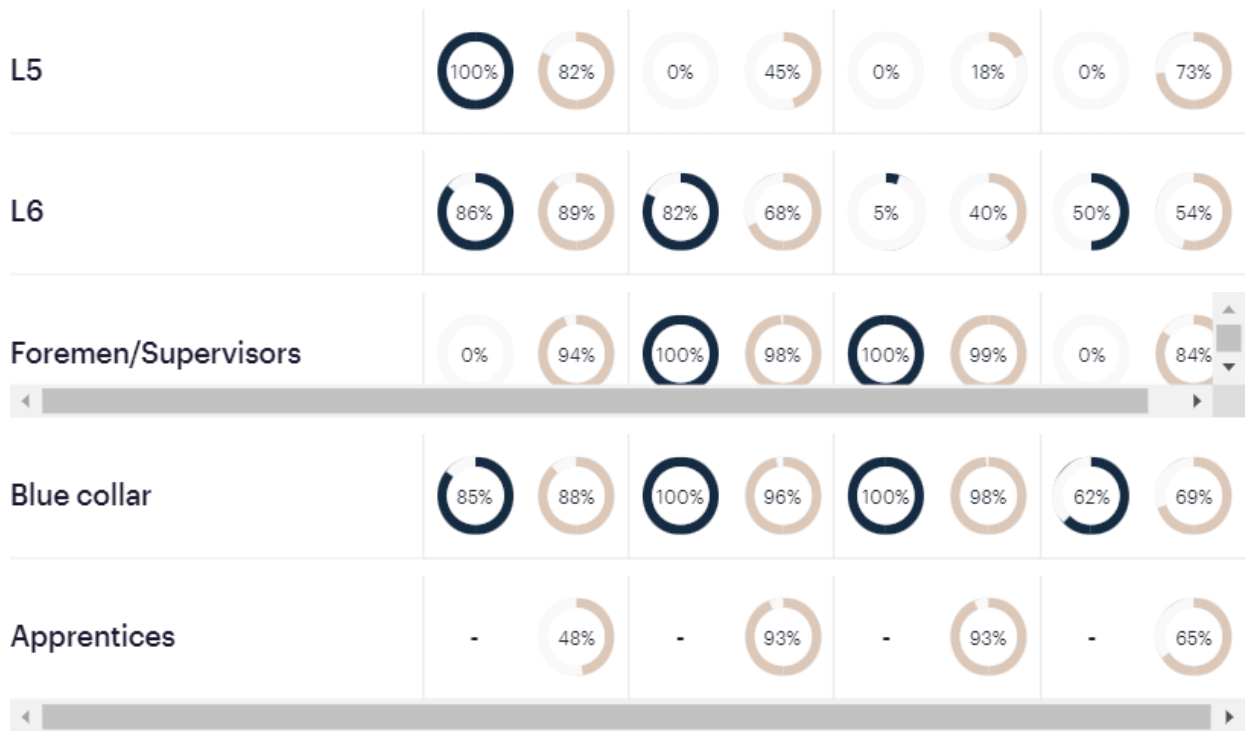 L5 100% 82% 0% 45% 0% 18% 0% 73%
L6 86% 89% 82% 68% 5% 40% 50% 54%
Foremen/Supervisors 0% 94% 100% 98% 100% 99% 0% 84%
Blue collar 85% 88% 100% 96% 100% 98% 62% 69%
Apprentices - 48% - 93% - 93% - 65%